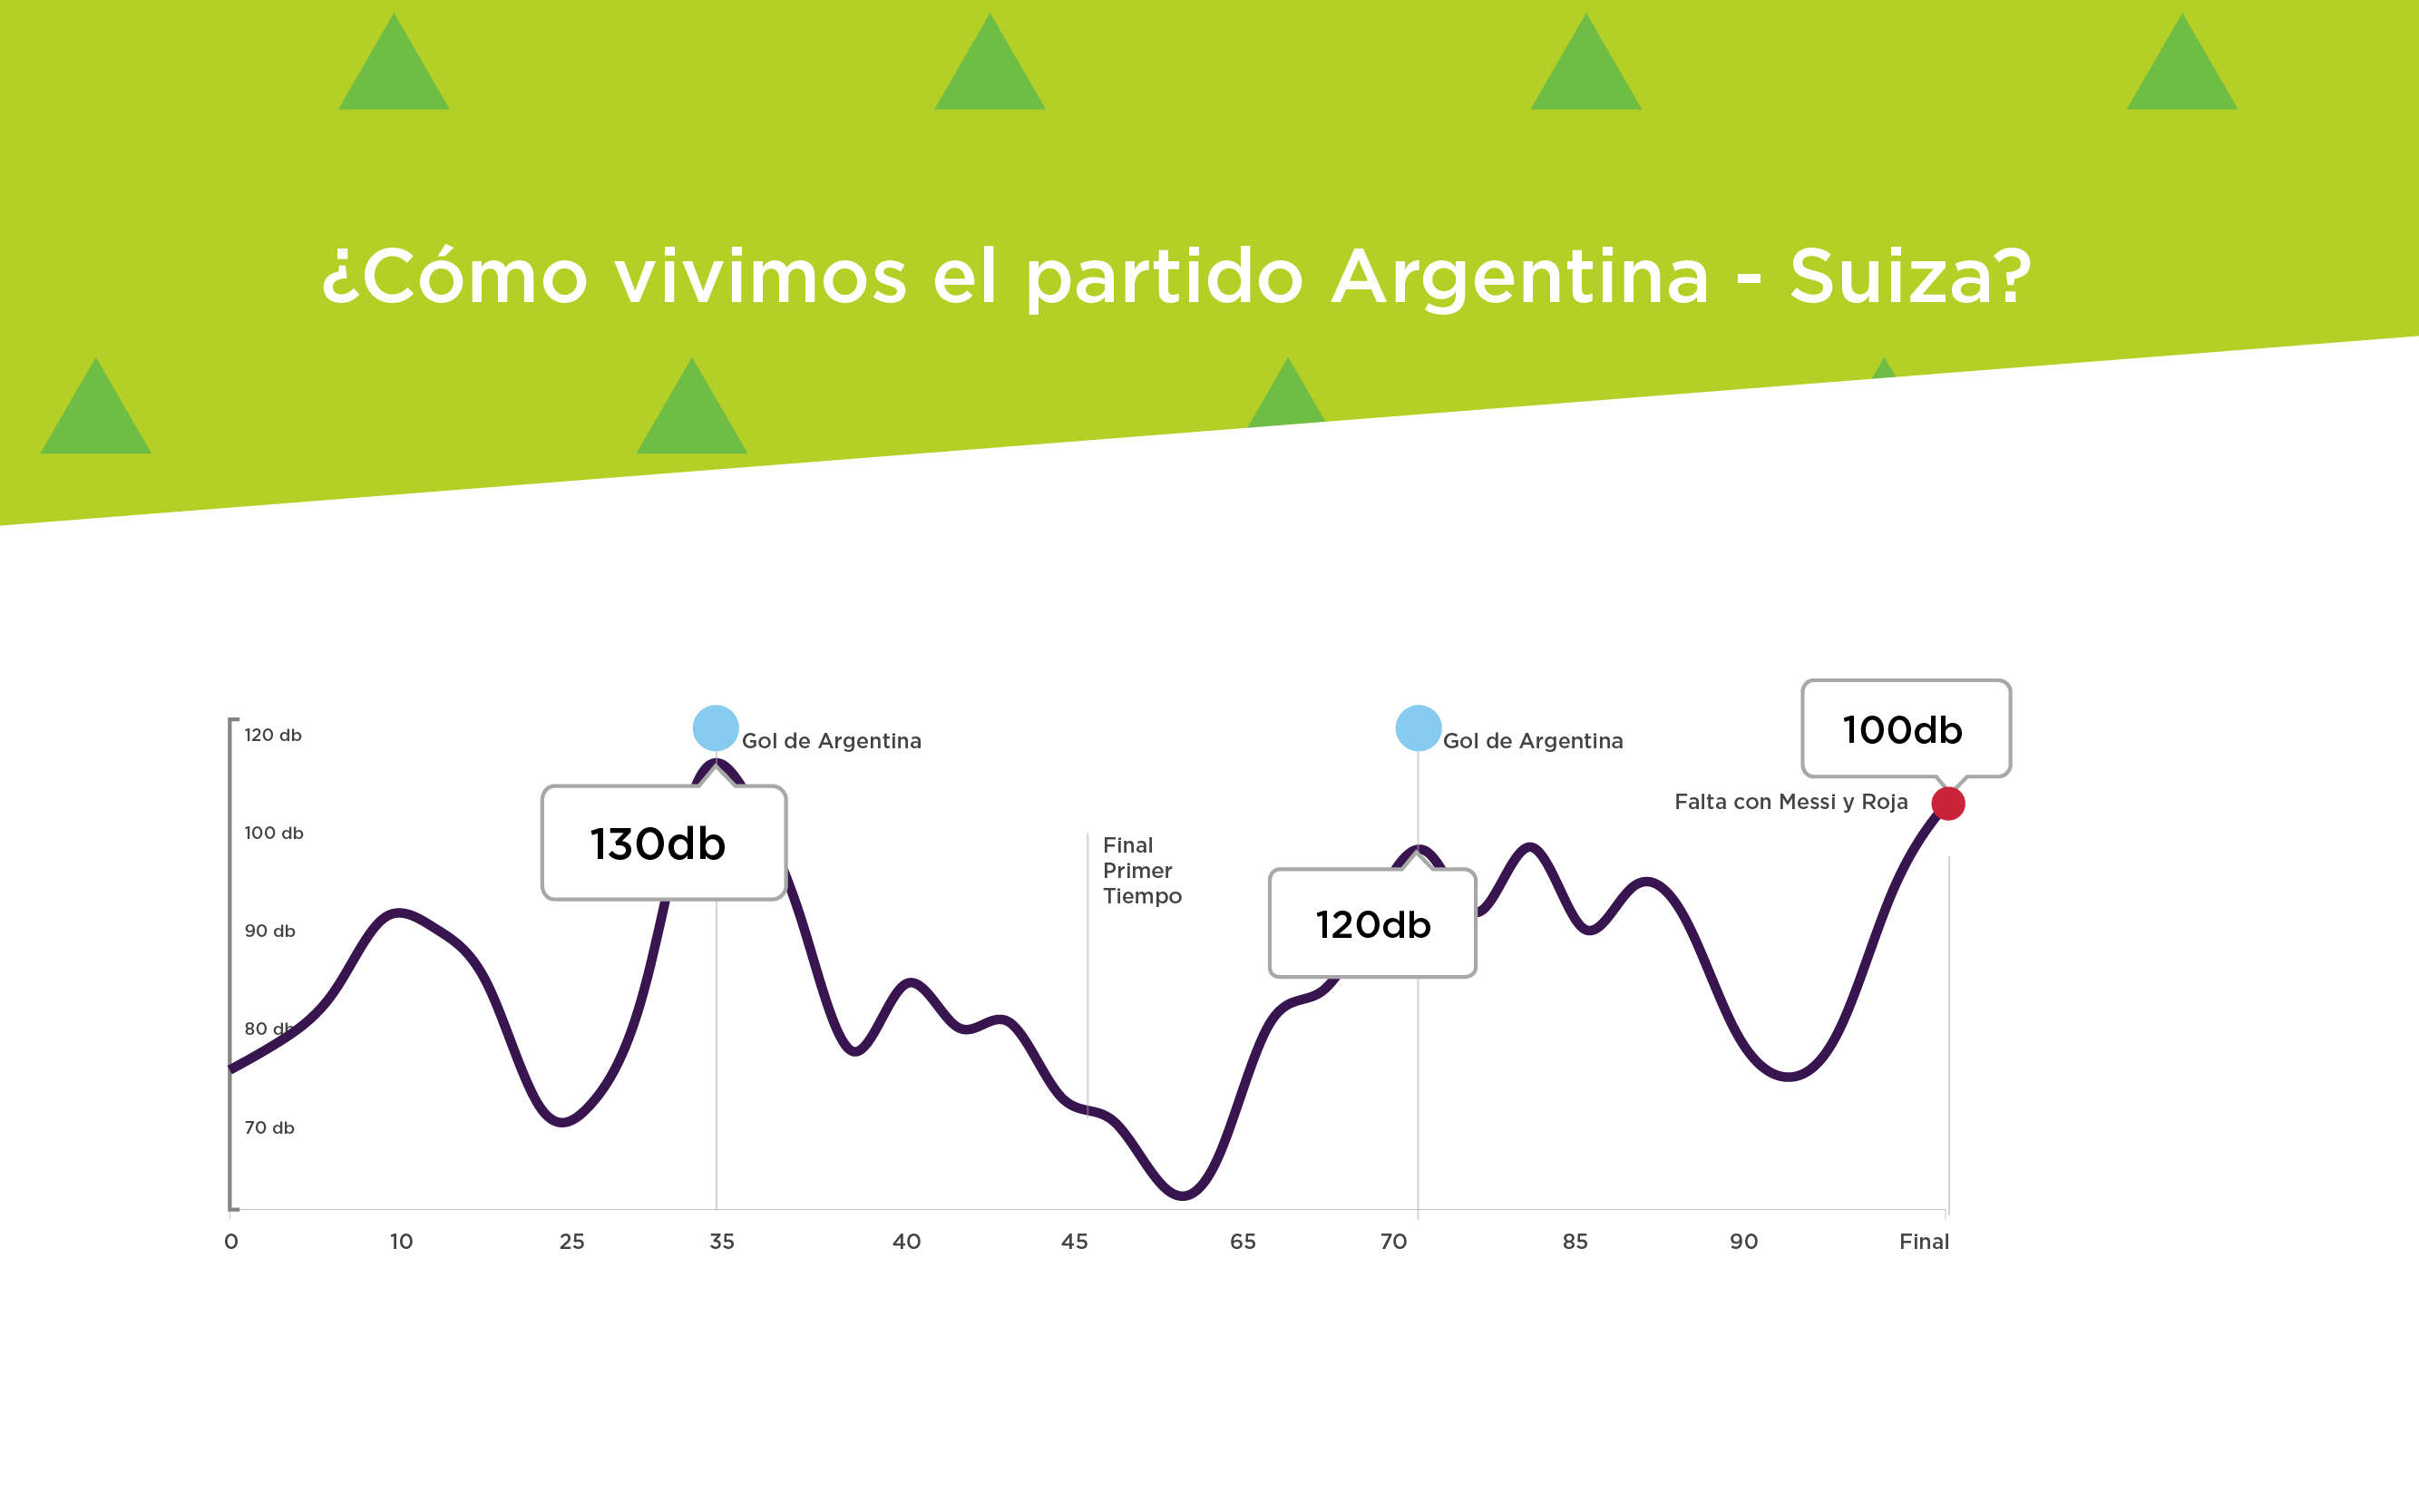 ¿Cómo vivimos el partido Argentina - Suiza?
120 db
100 db
90 db
80 db
70 db
Gol de Argentina
130db
Final
Primer
Tiempo
Gol de Argentina
120db
100db
Falta con Messi y Roja
0 10 25 35 40 45 65 70 85 90 Final